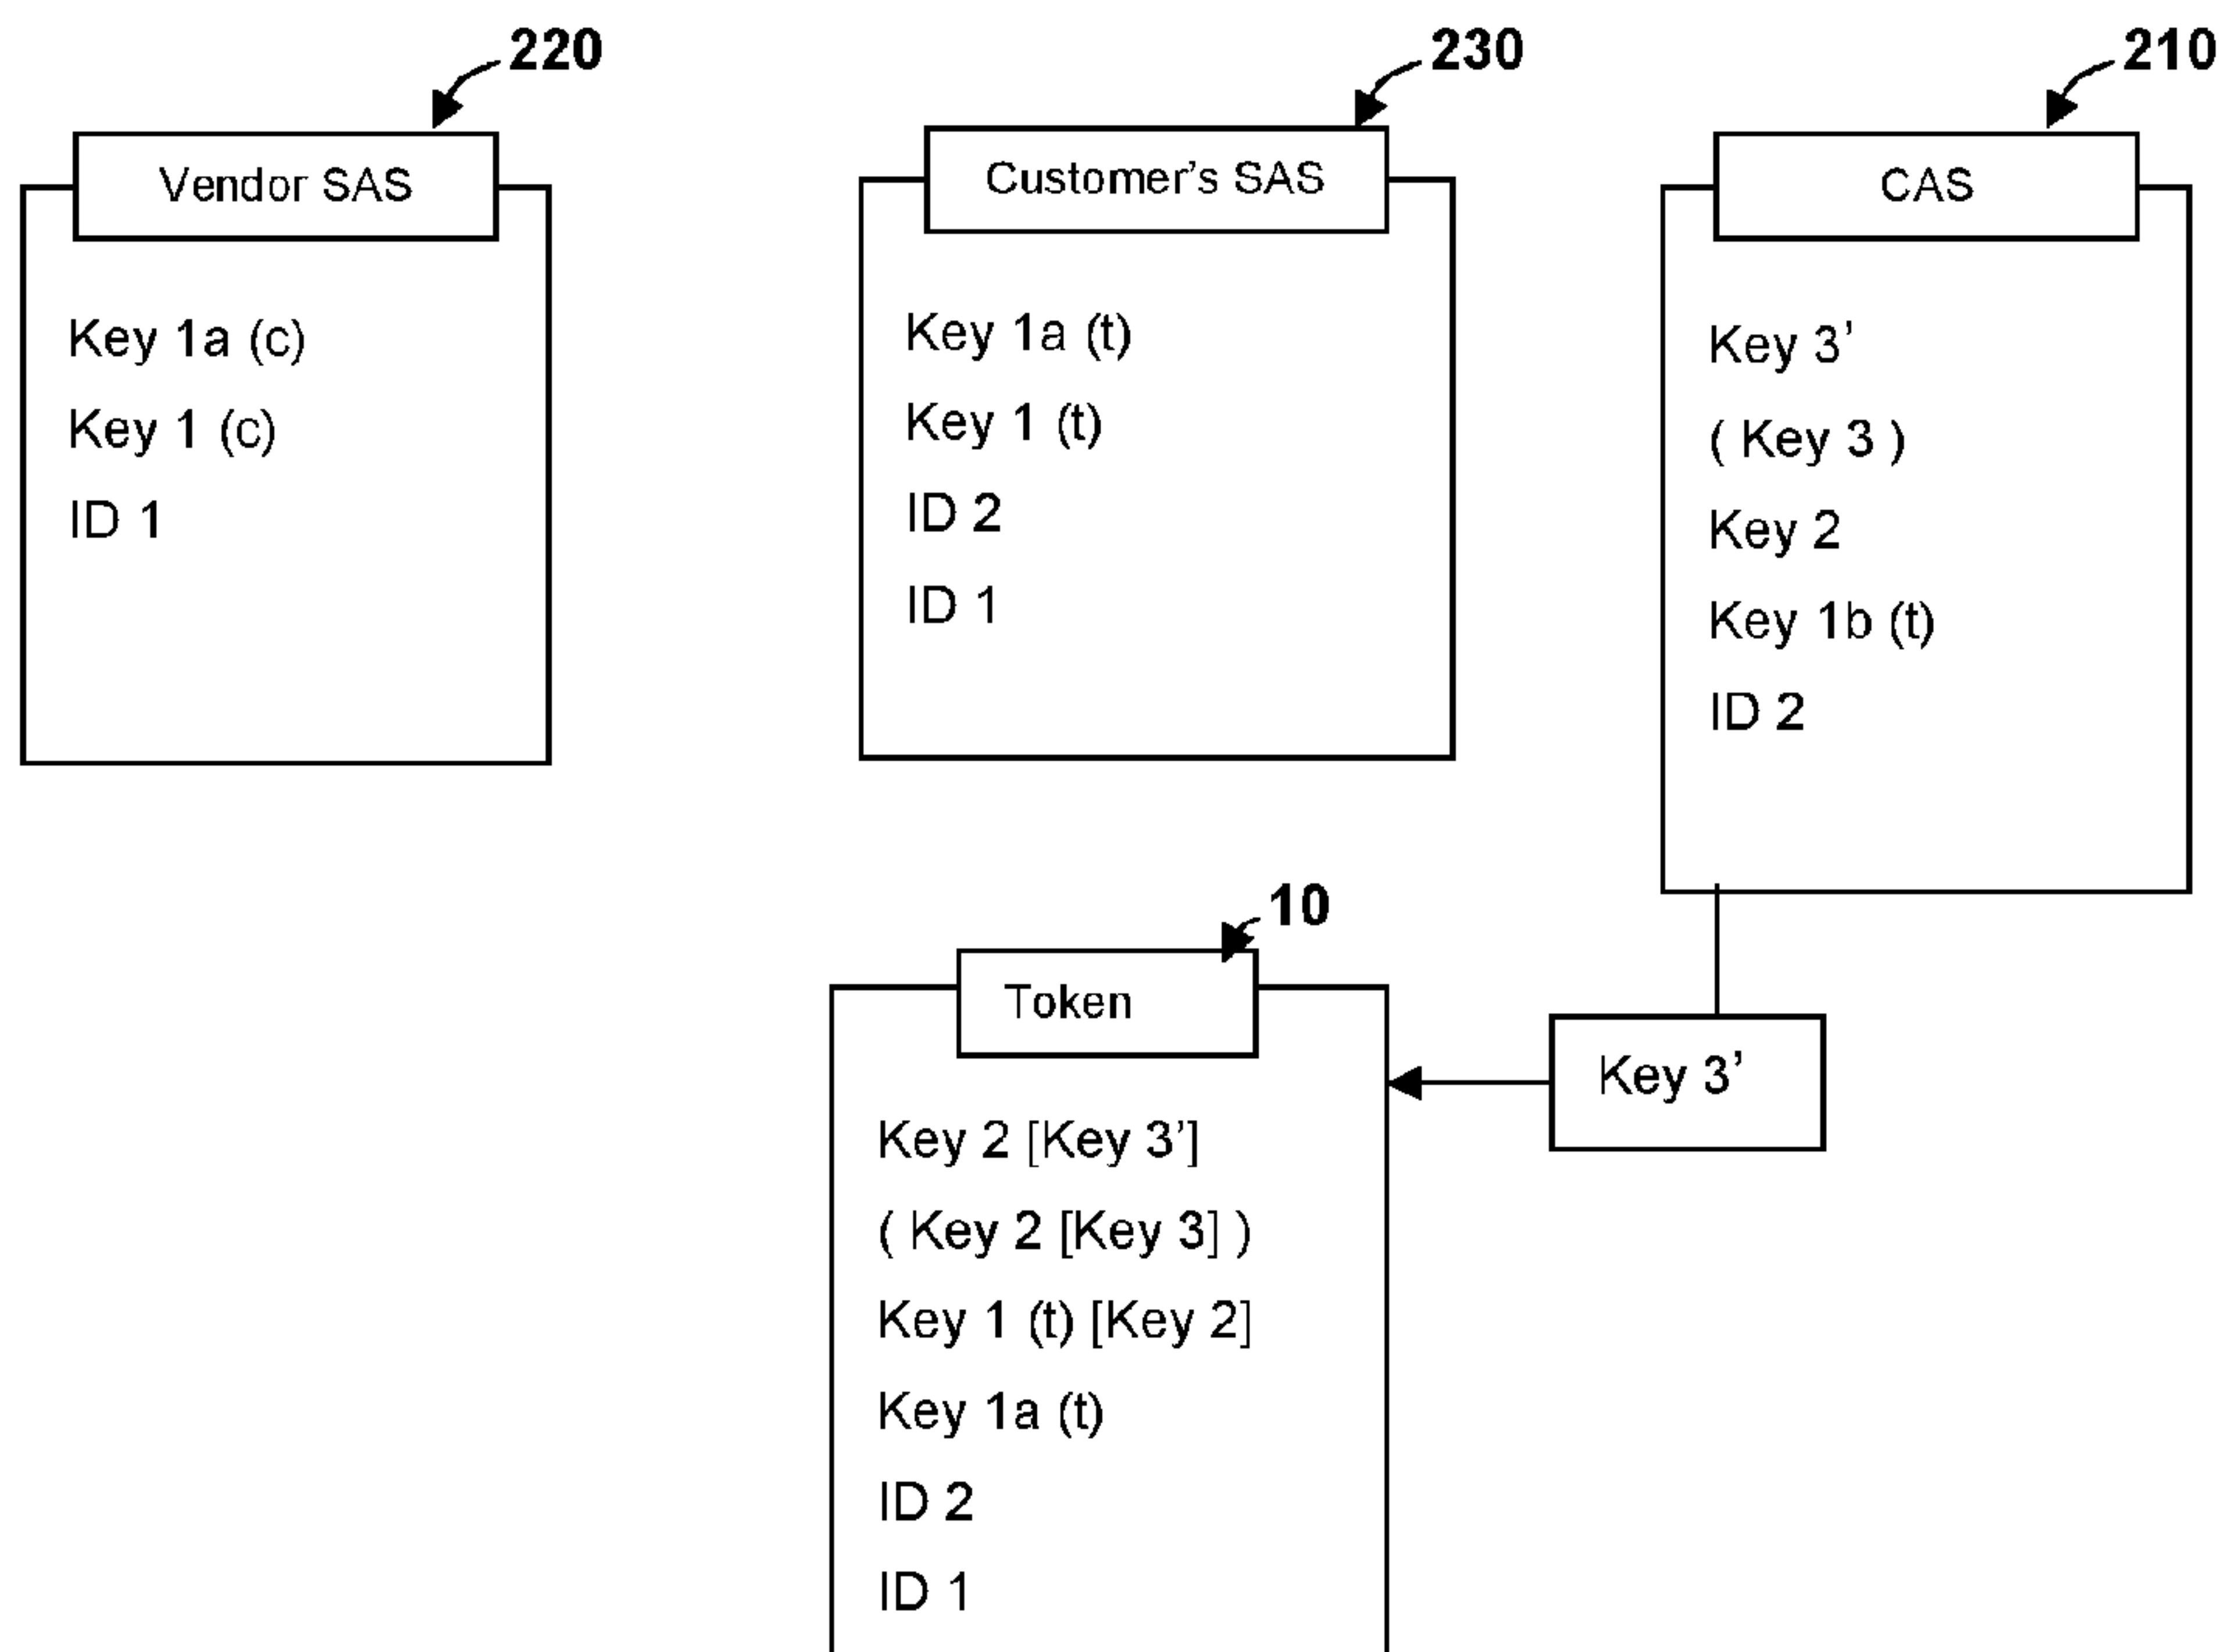 220
Vendor SAS
Key 1a (c)
Key 1 (c)
ID 1
230
Customer's SAS
Key 1a (t)
Key 1 (t)
ID 2
ID 1
210
CAS
Key 3'
( Key 3 )
Key 2
Key 1b (t)
ID 2
10
Token
Key 2 [Key 3']
( Key 2 [Key 3] )
Key 1 (t) [Key 2]
Key 1a (t)
ID 2
ID 1
Key 3'